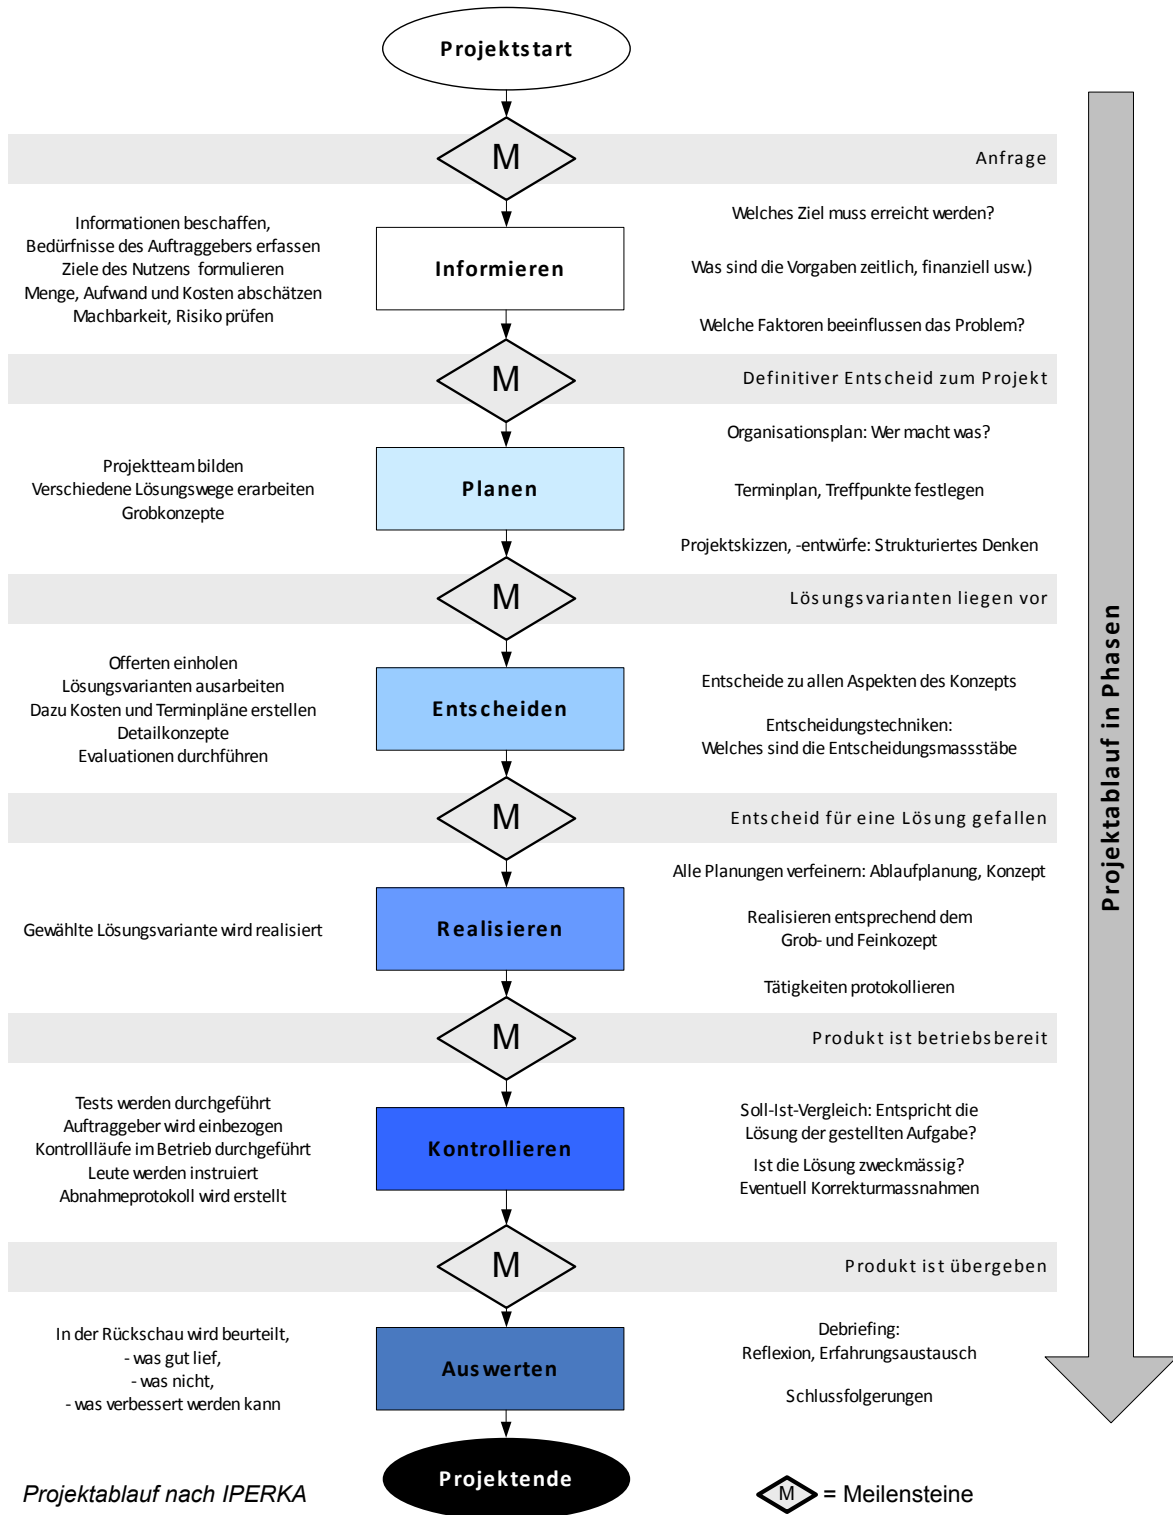 Projektstart
M
Anfrage
Informationen beschaffen,
Bedürfnisse des Auftraggebers erfassen
Ziele des Nutzens formulieren
Menge, Aufwand und Kosten abschätzen
Machbarkeit, Risiko prüfen
Informieren
Welches Ziel muss erreicht werden?
Was sind die Vorgaben zeitlich, finanziell usw.)
Welche Faktoren beeinflussen das Problem?
M
Definitiver Entscheid zum Projekt
Projektteam bilden
Verschiedene Lösungswege erarbeiten
Grobkonzepte
Planen
Organisationsplan: Wer macht was?
Terminplan, Treffpunkte festlegen
Projektskizzen, -entwürfe: Strukturiertes Denken
M
Lösungsvarianten liegen vor
Offerten einholen
Lösungsvarianten ausarbeiten
Dazu Kosten und Terminpläne erstellen
Detailkonzepte
Evaluationen durchführen
Entscheiden
Entscheide zu allen Aspekten des Konzepts
Entscheidungstechniken:
Welches sind die Entscheidungsmassstäbe
M
Entscheid für eine Lösung gefallen
Gewählte Lösungsvariante wird realisiert
Realisieren
Alle Planungen verfeinern: Ablaufplanung, Konzept
Realisieren entsprechend dem
Grob- und Feinkozept
Tätigkeiten protokollieren
M
Produkt ist betriebsbereit
Tests werden durchgeführt
Auftraggeber wird einbezogen
Kontrollläufe im Betrieb durchgeführt
Leute werden instruiert
Abnahmeprotokoll wird erstellt
Kontrollieren
Soll-Ist-Vergleich: Entspricht die
Lösung der gestellten Aufgabe?
Ist die Lösung zweckmässig?
Eventuell Korrekturmassnahmen
M
Produkt ist übergeben
In der Rückschau wird beurteilt,
- was gut lief,
- was nicht,
- was verbessert werden kann
Auswerten
Debriefing:
Reflexion, Erfahrungsaustausch
Schlussfolgerungen
Projektende
Projektablauf in Phasen
Projektablauf nach IPERKA
M = Meilensteine